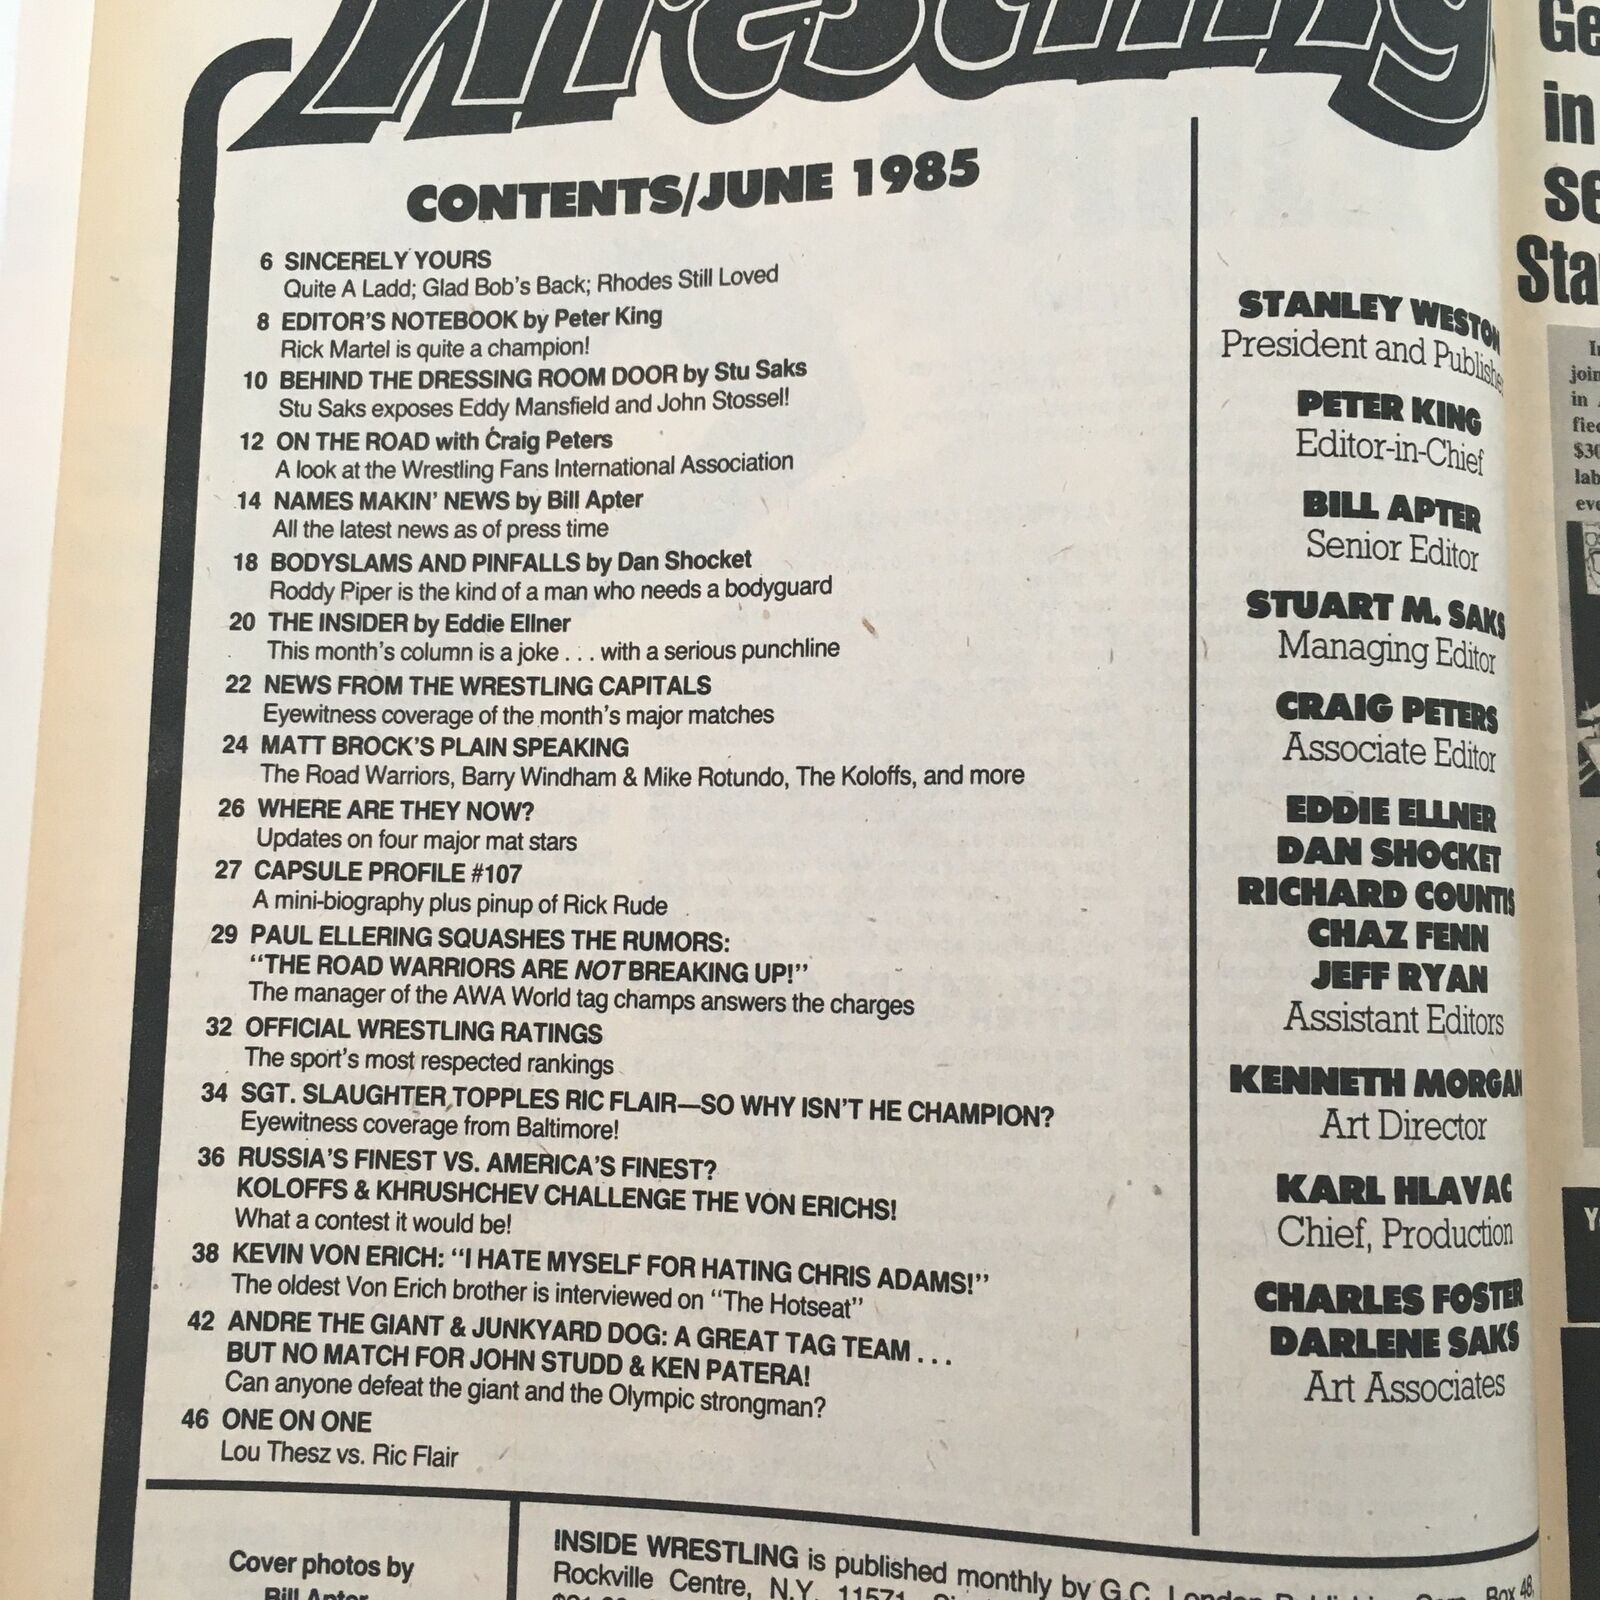 Wrestling
CONTENTS/JUNE 1985
6 SINCERELY YOURS
Quite A Ladd; Glad Bob's Back; Rhodes Still Loved
8 EDITOR'S NOTEBOOK by Peter King
Rick Martel is quite a champion!
10 BEHIND THE DRESSING ROOM DOOR by Stu Saks
Stu Saks exposes Eddy Mansfield and John Stossel!
12 ON THE ROAD with Craig Peters
A look at the Wrestling Fans International Association
14 NAMES MAKIN' NEWS by Bill Apter
All the latest news as of press time
18 BODYSLAMS AND PINFALLS by Dan Shocket
Roddy Piper is the kind of a man who needs a bodyguard
20 THE INSIDER by Eddie Ellner
This month's column is a joke . . . with a serious punchline
22 NEWS FROM THE WRESTLING CAPITALS
Eyewitness coverage of the month's major matches
24 MATT BROCK'S PLAIN SPEAKING
The Road Warriors, Barry Windham & Mike Rotundo, The Koloffs, and more
26 WHERE ARE THEY NOW?
Updates on four major mat stars
27 CAPSULE PROFILE #107
A mini-biography plus pinup of Rick Rude
29 PAUL ELLERING SQUASHES THE RUMORS:
"THE ROAD WARRIORS ARE NOT BREAKING UP!"
The manager of the AWA World tag champs answers the charges
32 OFFICIAL WRESTLING RATINGS
The sport's most respected rankings
34 SGT. SLAUGHTER TOPPLES RIC FLAIR—SO WHY ISN'T HE CHAMPION?
Eyewitness coverage from Baltimore!
36 RUSSIA'S FINEST VS. AMERICA'S FINEST?
KOLOFFS & KHRUSHCHEV CHALLENGE THE VON ERICHS!
What a contest it would be!
38 KEVIN VON ERICH: "I HATE MYSELF FOR HATING CHRIS ADAMS!"
The oldest Von Erich brother is interviewed on "The Hotseat"
42 ANDRE THE GIANT & JUNKYARD DOG: A GREAT TAG TEAM . . .
BUT NO MATCH FOR JOHN STUDD & KEN PATERA!
Can anyone defeat the giant and the Olympic strongman?
46 ONE ON ONE
Lou Thesz vs. Ric Flair
STANLEY WESTON
President and Publisher
PETER KING
Editor-in-Chief
BILL APTER
Senior Editor
STUART M. SAKS
Managing Editor
CRAIG PETERS
Associate Editor
EDDIE ELLNER
DAN SHOCKET
RICHARD COUNTIS
CHAZ FENN
JEFF RYAN
Assistant Editors
KENNETH MORGAN
Art Director
KARL HLAVAC
Chief, Production
CHARLES FOSTER
DARLENE SAKS
Art Associates
Cover photos by
Bill Apter
INSIDE WRESTLING is published monthly by G.C. London Publishing Corp. Box 48,
Rockville Centre, N.Y. 11571.
Ge
in
se
Sta
join
in
fied
$30
lab
eve